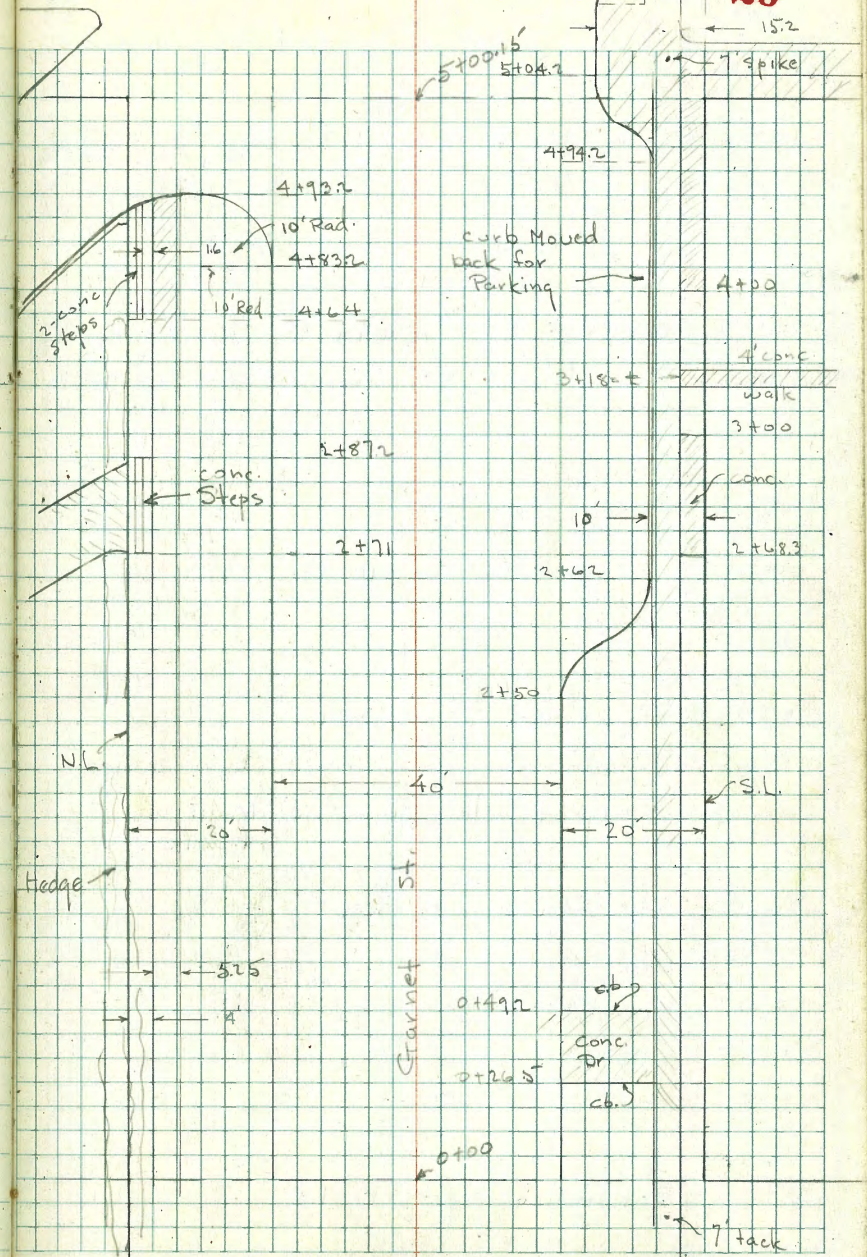 15.2
5+00.15'
5+04.2
7' spike
4+94.2
4+93.2
10' Rad.
1.6
4+83.2
curb Moved
back for
Parking
4+00
2-conc
Steps
10' Rad
4+64
3+18
4' conc.
walk
3+00
2+87.2
conc.
Steps
conc.
10'
2+71
2+68.3
2+62
2+50
N.L.
40'
S.L.
20'
20'
Hedge
Garnet St.
5.25
4'
0+49.2
cb.
Conc.
Dr
0+26.5
cb.
0+00
7' tack